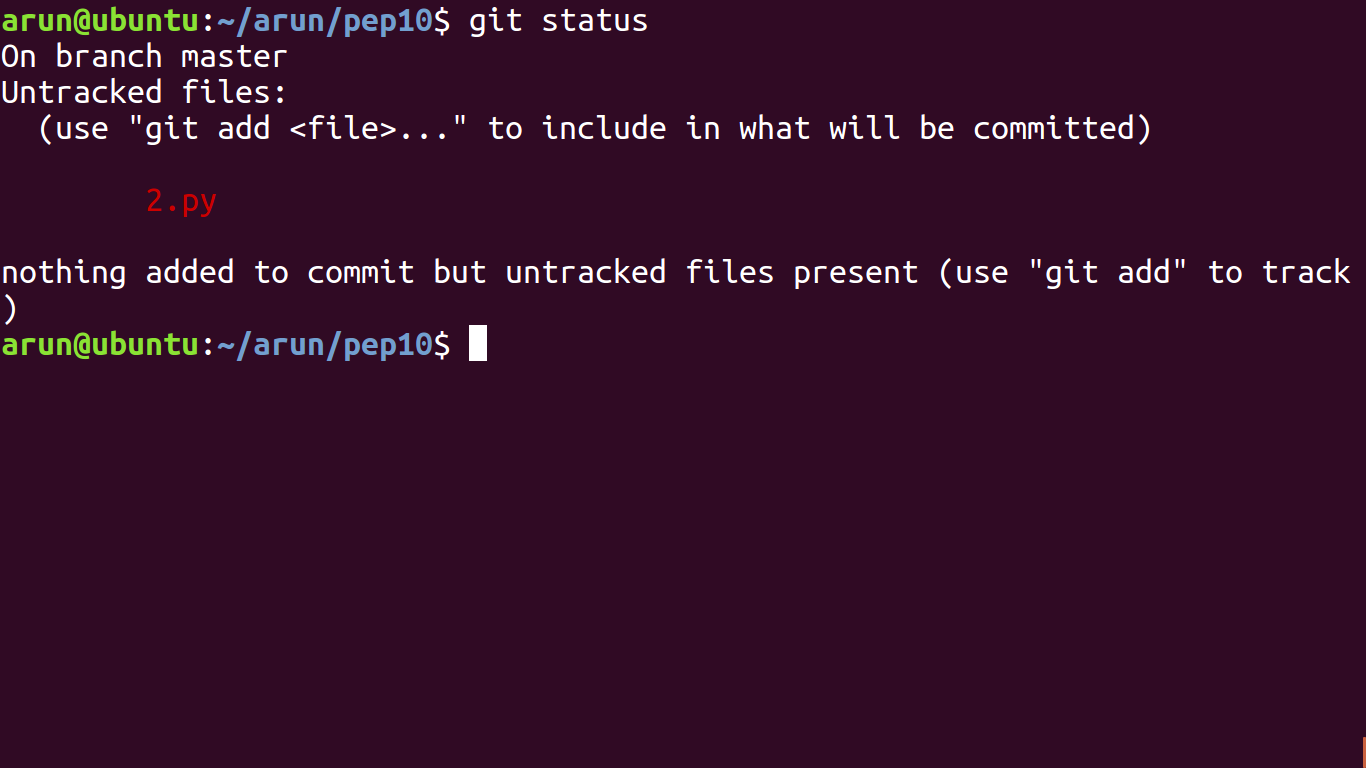 arun@ubuntu:~/arun/pep10$ git status
On branch master
Untracked files:
  (use "git add <file>..." to include in what will be committed)
2.py
nothing added to commit but untracked files present (use "git add" to track
)
arun@ubuntu:~/arun/pep10$